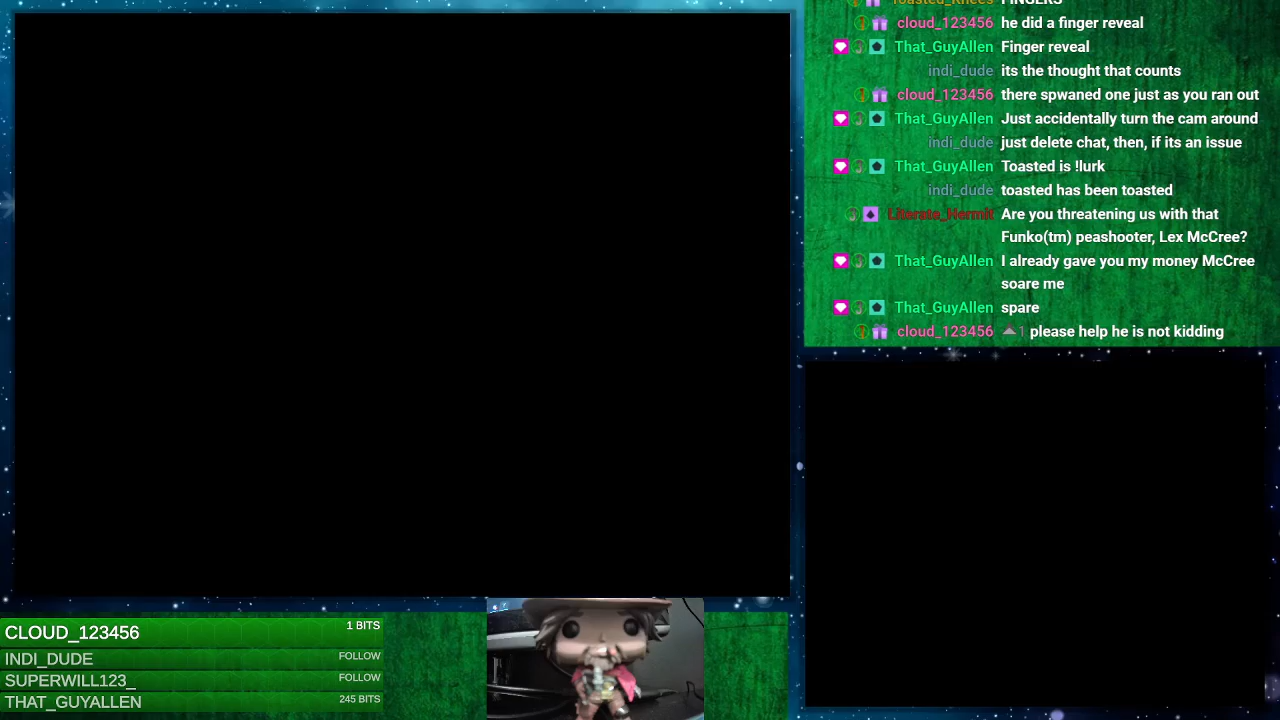 Toasted_Knees FINGERS
cloud_123456 he did a finger reveal
That_GuyAllen Finger reveal
indi_dude its the thought that counts
cloud_123456 there spwaned one just as you ran out
That_GuyAllen Just accidentally turn the cam around
indi_dude just delete chat, then, if its an issue
That_GuyAllen Toasted is !lurk
indi_dude toasted has been toasted
Literate_Hermit Are you threatening us with that
Funko(tm) peashooter, Lex McCree?
That_GuyAllen I already gave you my money McCree
soare me
That_GuyAllen spare
cloud_123456 1 please help he is not kidding
CLOUD_123456 1 BITS
INDI_DUDE FOLLOW
SUPERWILL123_ FOLLOW
THAT_GUYALLEN 245 BITS